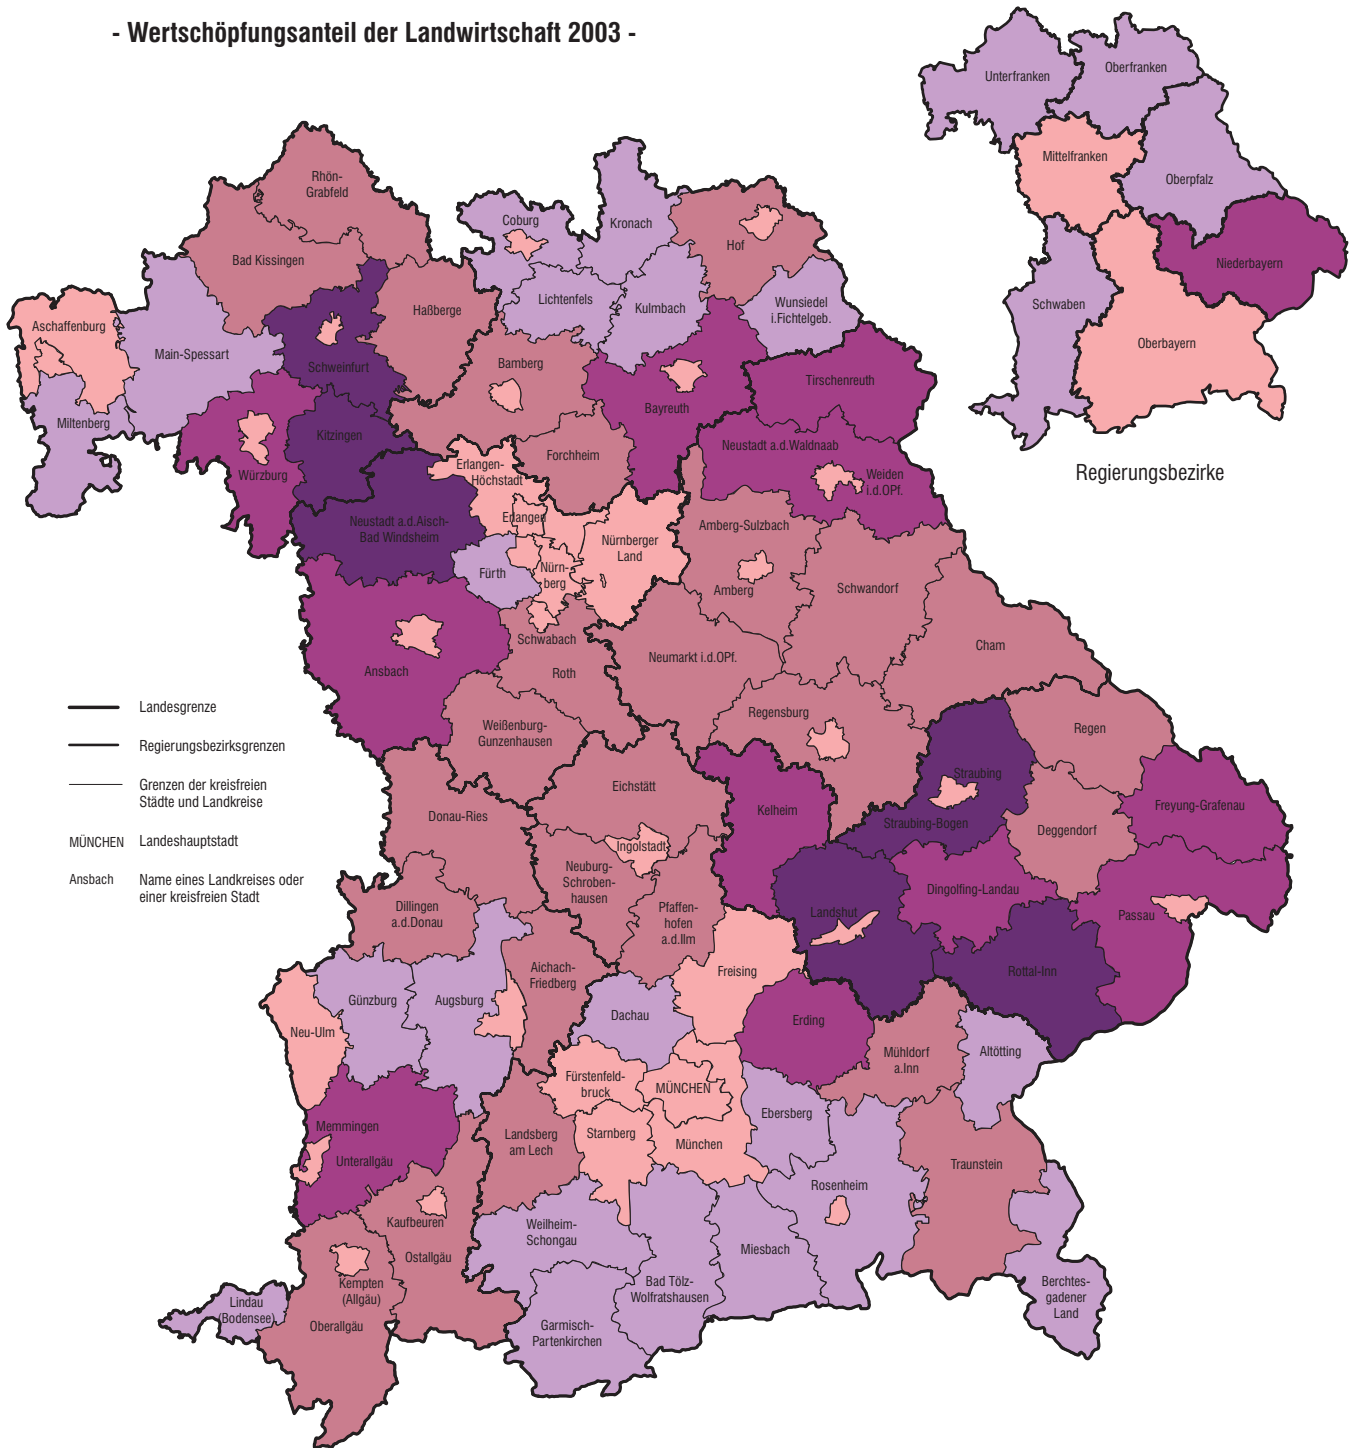 - Wertschöpfungsanteil der Landwirtschaft 2003 -
Unterfranken
Oberfranken
Mittelfranken
Oberpfalz
Niederbayern
Schwaben
Oberbayern
Regierungsbezirke
Rhön-
Grabfeld
Bad Kissingen
Coburg
Kronach
Hof
Lichtenfels
Kulmbach
Wunsiedel
i.Fichtelgeb.
Haßberge
Aschaffenburg
Main-Spessart
Schweinfurt
Bamberg
Tirschenreuth
Miltenberg
Kitzingen
Bayreuth
Würzburg
Forchheim
Neustadt a.d.Waldnaab
Weiden
i.d.OPf.
Erlangen-
Höchstadt
Neustadt a.d.Aisch-
Bad Windsheim
Erlangen
Nürnberger
Land
Amberg-Sulzbach
Fürth
Nürn-
berg
Amberg
Schwandorf
Schwabach
Roth
Ansbach
Neumarkt i.d.OPf.
Cham
Weißenburg-
Gunzenhausen
Regensburg
Regen
Landesgrenze
Regierungsbezirksgrenzen
Grenzen der kreisfreien
Städte und Landkreise
MÜNCHEN
Landeshauptstadt
Ansbach
Name eines Landkreises oder
einer kreisfreien Stadt
Eichstätt
Straubing
Freyung-Grafenau
Donau-Ries
Kelheim
Straubing-Bogen
Deggendorf
Ingolstadt
Neuburg-
Schroben-
hausen
Dingolfing-Landau
Dillingen
a.d.Donau
Pfaffen-
hofen
a.d.Ilm
Landshut
Passau
Aichach-
Friedberg
Freising
Rottal-Inn
Günzburg
Augsburg
Neu-Ulm
Dachau
Erding
Mühldorf
a.Inn
Altötting
Fürstenfeld-
bruck
MÜNCHEN
Ebersberg
Memmingen
Unterallgäu
Landsberg
am Lech
Starnberg
München
Traunstein
Rosenheim
Kaufbeuren
Ostallgäu
Weilheim-
Schongau
Miesbach
Kempten
(Allgäu)
Bad Tölz-
Wolfratshausen
Berchtes-
gadener
Land
Lindau
(Bodensee)
Oberallgäu
Garmisch-
Partenkirchen